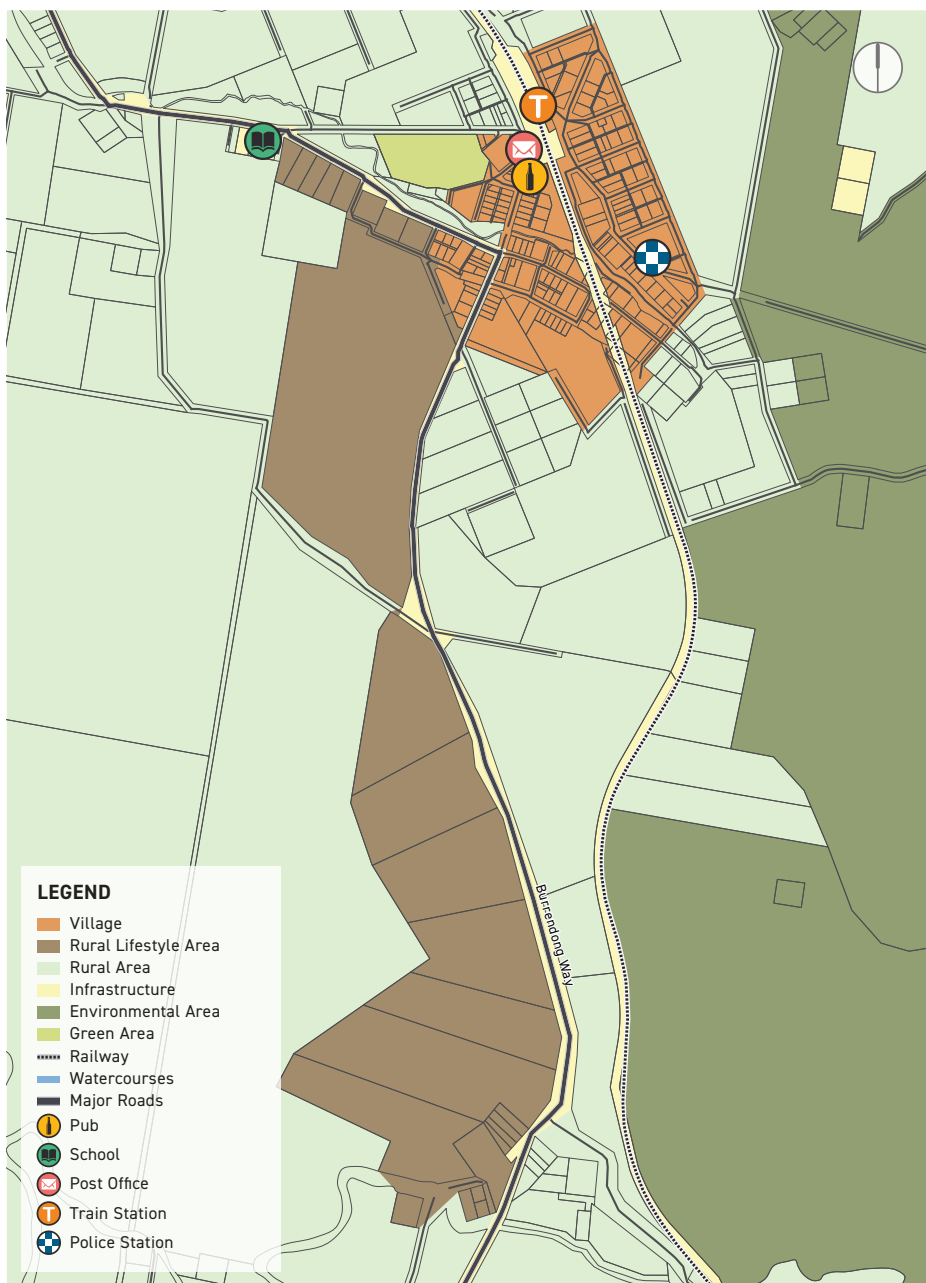 T
Burrendong Way
LEGEND
Village
Rural Lifestyle Area
Rural Area
Infrastructure
Environmental Area
Green Area
Railway
Watercourses
Major Roads
Pub
School
Post Office
T Train Station
Police Station